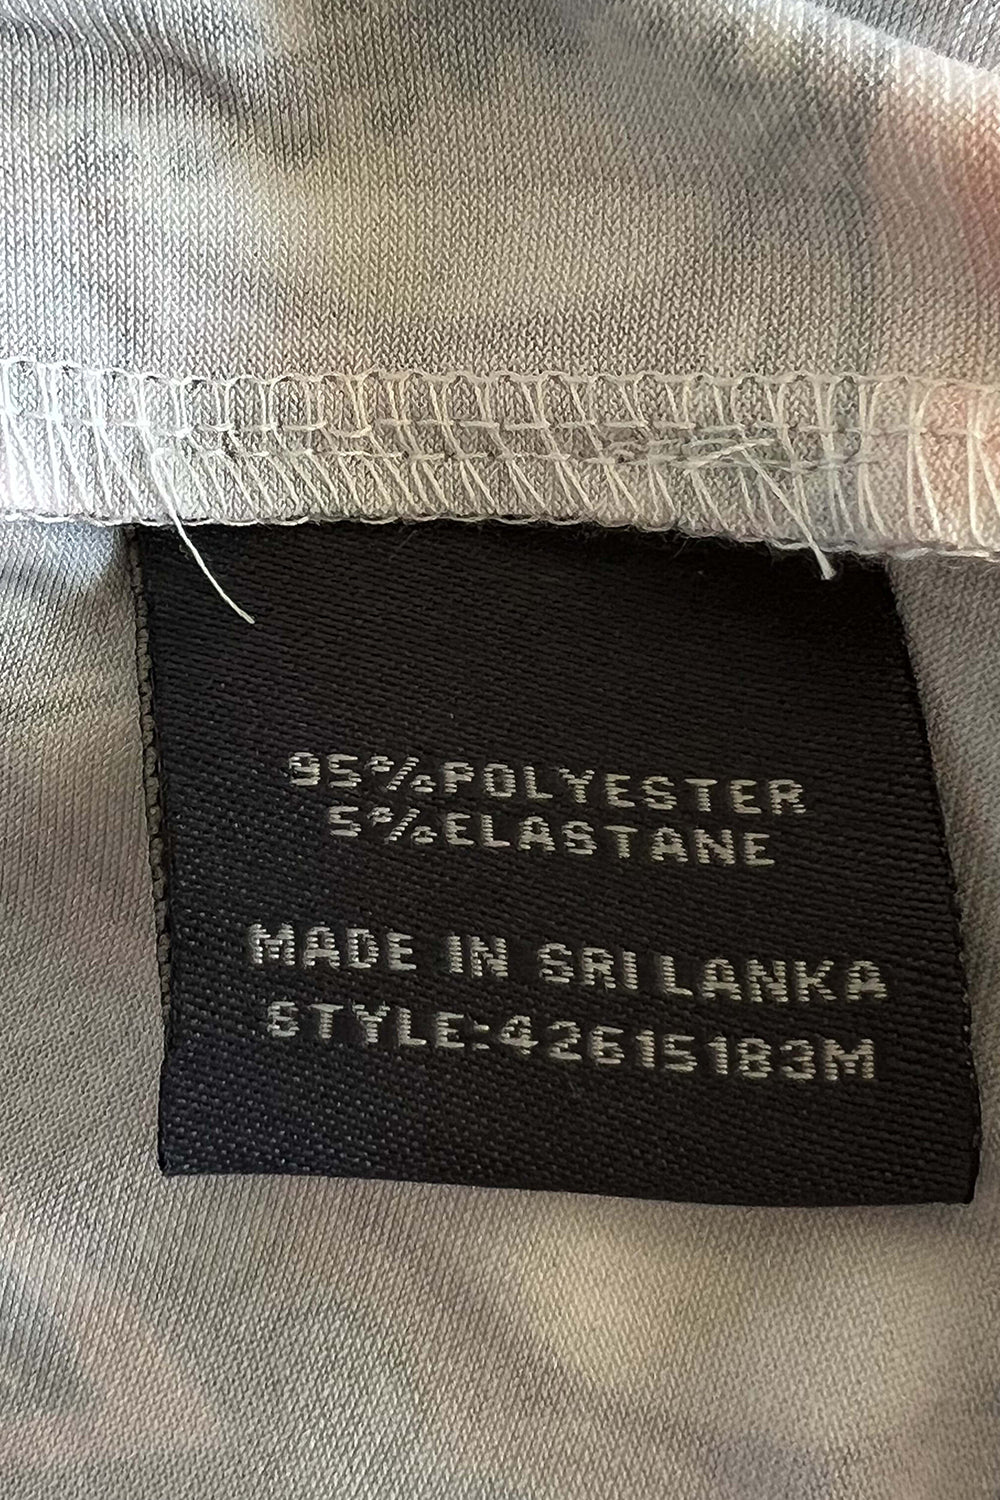 95%POLYESTER
5%ELASTANE
MADE IN SRI LANKA
STYLE:42615183M